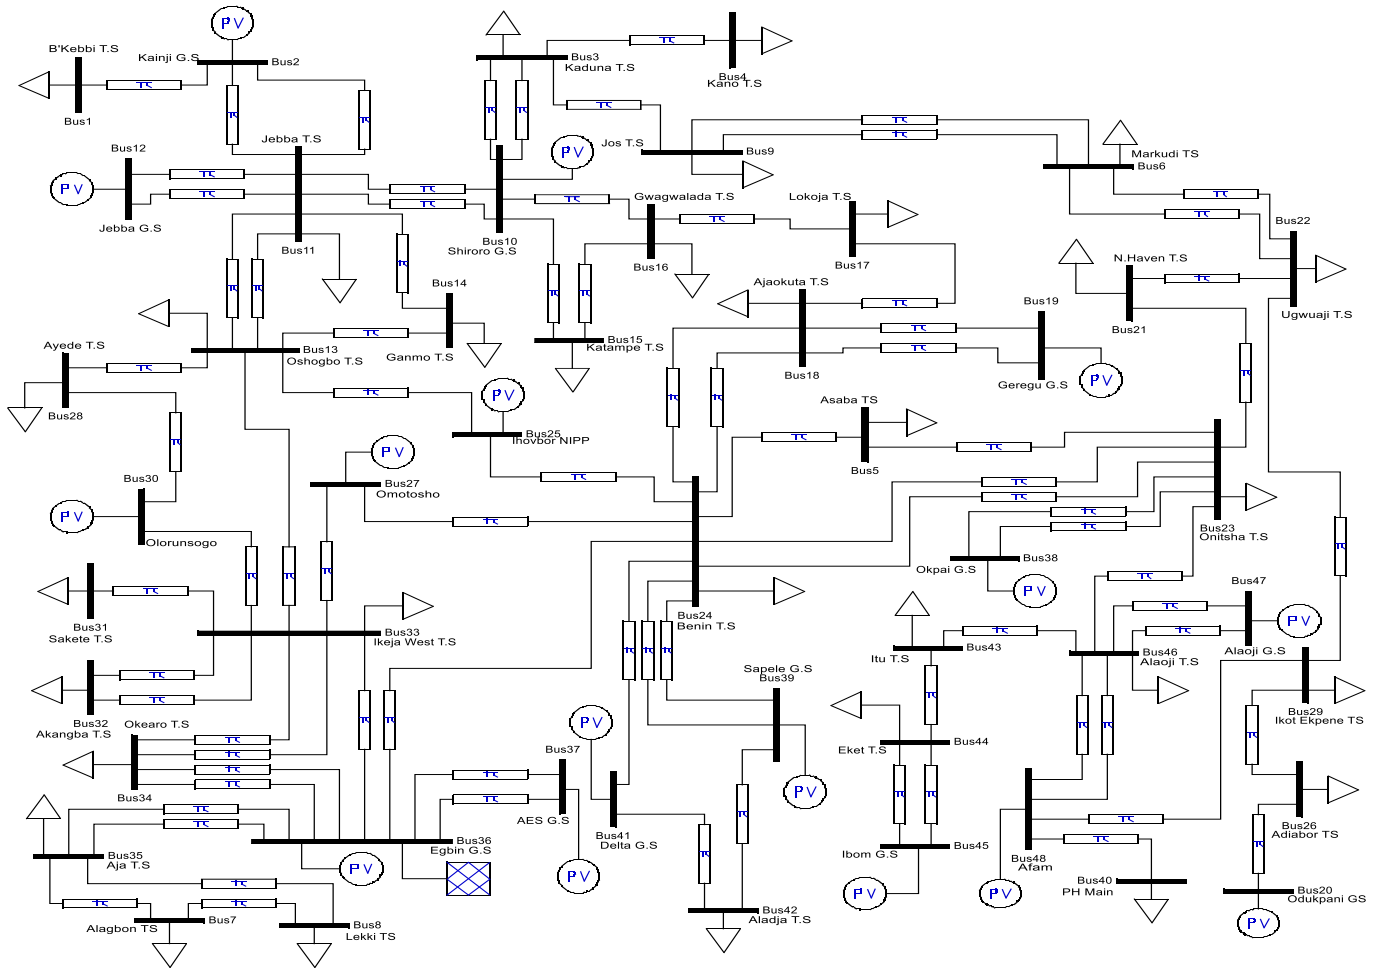 PV
B'Kebbi T.S
Kainji G.S
Bus2
Bus1
Bus3
Kaduna T.S
Bus4
Kano T.S
Jebba T.S
Bus12
PV
Jebba G.S
Bus11
PV
Bus10
Shiroro G.S
Jos T.S
Bus9
Markudi TS
Bus6
Gwagwalada T.S
Bus16
Lokoja T.S
Bus17
Bus22
Ugwuaji T.S
N.Haven T.S
Bus21
Bus14
Ganmo T.S
Bus15
Katampe T.S
Ajaokuta T.S
Bus18
Bus19
Geregu G.S
PV
Bus13
Oshogbo T.S
Ayede T.S
Bus28
PV
Bus25
Ihovbor NIPP
Asaba TS
Bus5
PV
Bus27
Omotosho
Bus30
PV
Olorunsogo
Bus23
Onitsha T.S
Bus38
Okpai G.S
PV
Bus24
Benin T.S
Bus31
Sakete T.S
Bus33
Ikeja West T.S
Bus32
Akangba T.S
Bus47
PV
Alaoji G.S
Bus46
Alaoji T.S
Bus43
Itu T.S
Bus29
Ikot Ekpene TS
Sapele G.S
Bus39
PV
Okearo T.S
Bus34
PV
Bus37
AES G.S
PV
Bus41
Delta G.S
Eket T.S
Bus44
Bus45
Ibom G.S
PV
Bus26
Adiabor TS
Bus36
Egbin G.S
PV
Bus35
Aja T.S
Bus48
Afam
PV
Bus40
PH Main
Bus20
Odukpani GS
PV
Bus7
Alagbon TS
Bus8
Lekki TS
Bus42
Aladja T.S